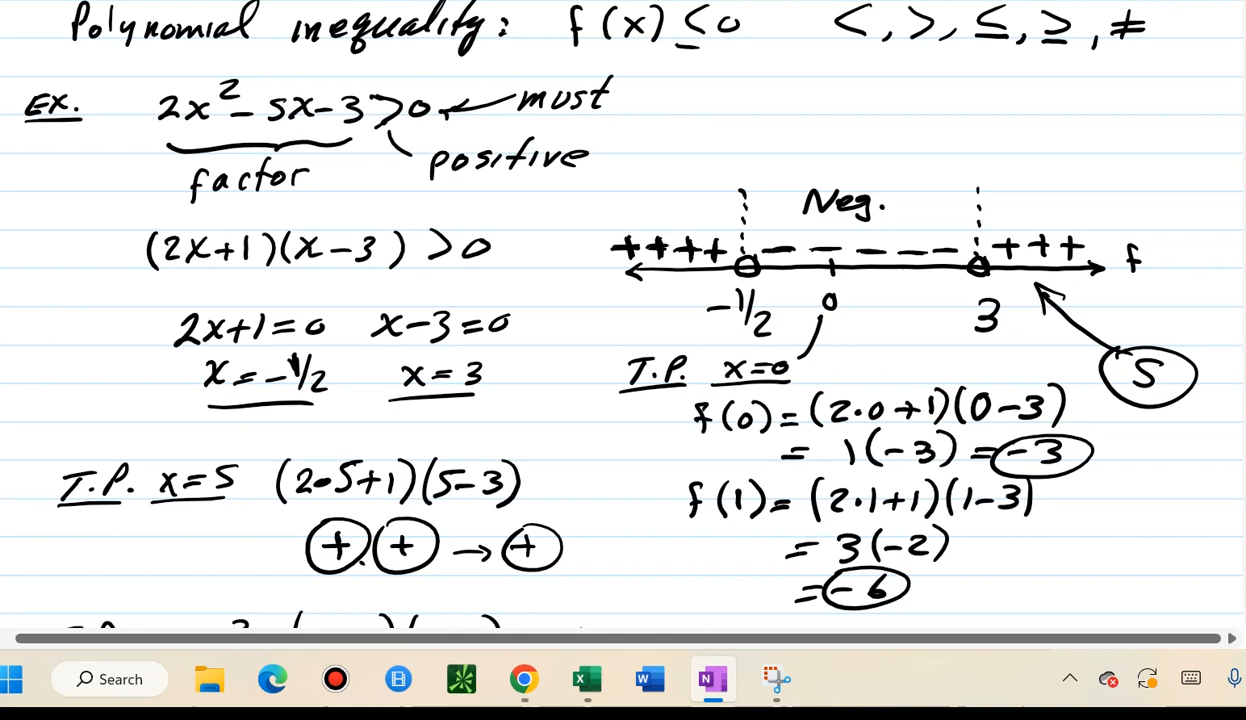 Polynomial inequality: f(x) ≤ 0    <, >, ≤, ≥, ≠
EX. 2x² - 5x - 3 > 0 ← must
positive
factor
(2x+1)(x-3) > 0
2x+1=0   x-3=0
x = -1/2   x = 3
T.P. x=5 (2•5+1)(5-3)
(+)(+) → (+)
Neg.
++++ - - - - - +++ f
-1/2   0   3
5
T.P. x=0
f(0) = (2•0+1)(0-3)
= 1(-3) = -3
f(1) = (2•1+1)(1-3)
= 3(-2)
= -6
Search